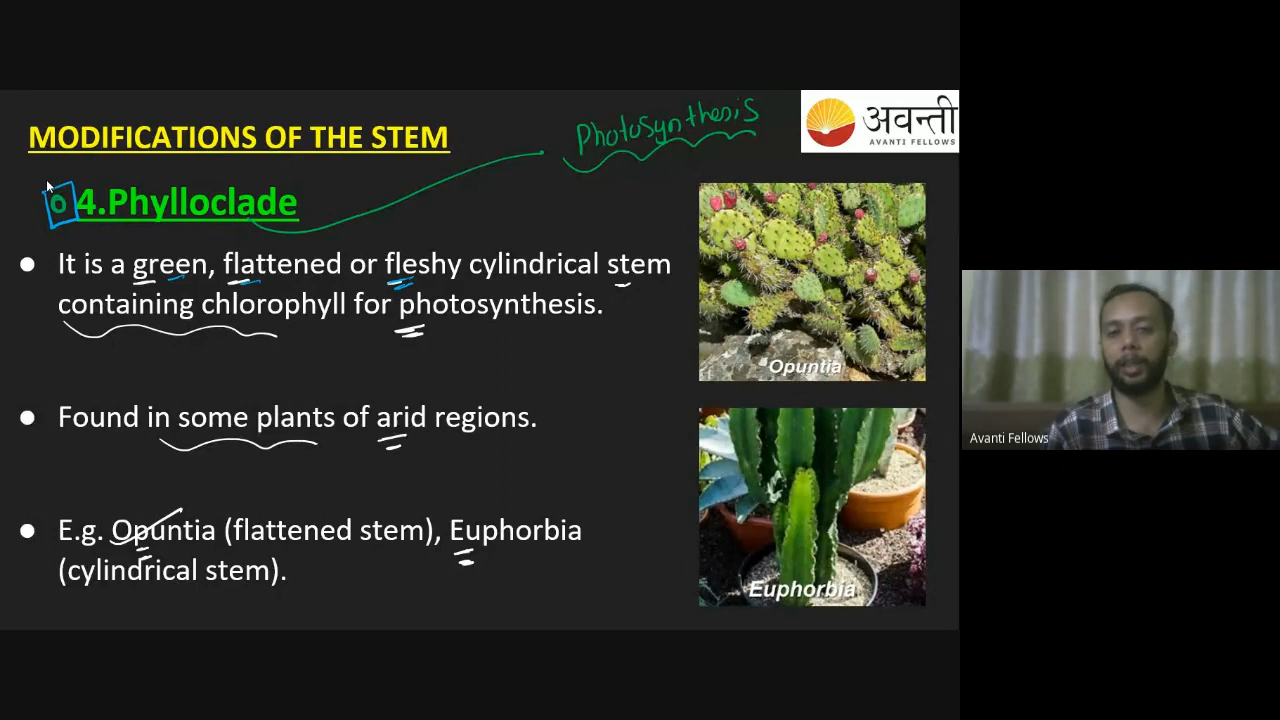 MODIFICATIONS OF THE STEM
Photosynthesis
अवन्ती
AVANTI FELLOWS
4.Phylloclade
● It is a green, flattened or fleshy cylindrical stem
containing chlorophyll for photosynthesis.
● Found in some plants of arid regions.
● E.g. Opuntia (flattened stem), Euphorbia
(cylindrical stem).
Opuntia
Euphorbia
Avanti Fellows